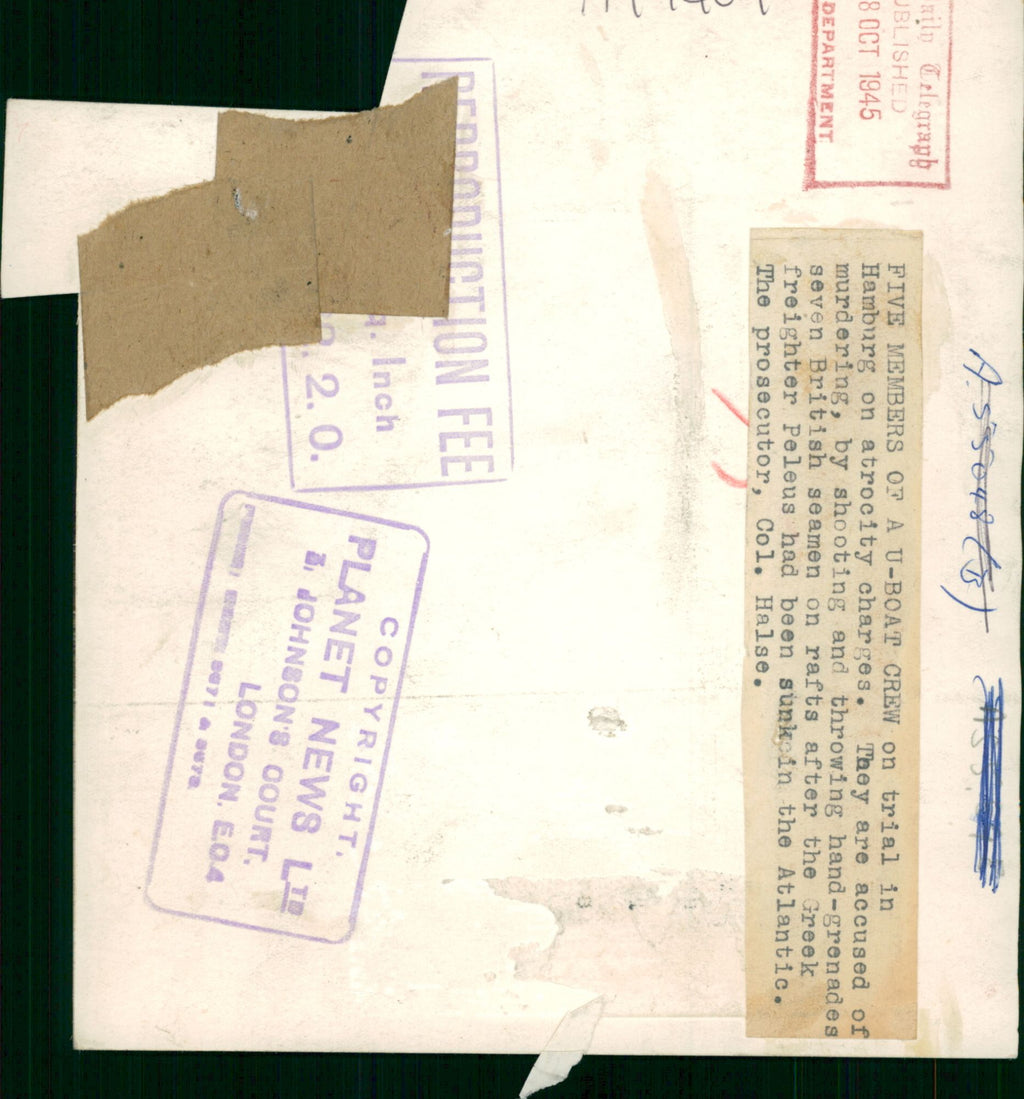 Daily Telegraph
PUBLISHED
8 OCT 1945
DEPARTMENT
A.55048(B)
FIVE MEMBERS OF A U-BOAT CREW on trial in
Hamburg on atrocity charges. They are accused of
murdering, by shooting and throwing hand-grenades
seven British seamen on rafts after the Greek
freighter Peleus had been sunk in the Atlantic.
The prosecutor, Col. Halse.
REPRODUCTION FEE
Inch
2. 0.
COPYRIGHT,
PLANET NEWS LTD
3, JOHNSON'S COURT,
LONDON, E.C.4